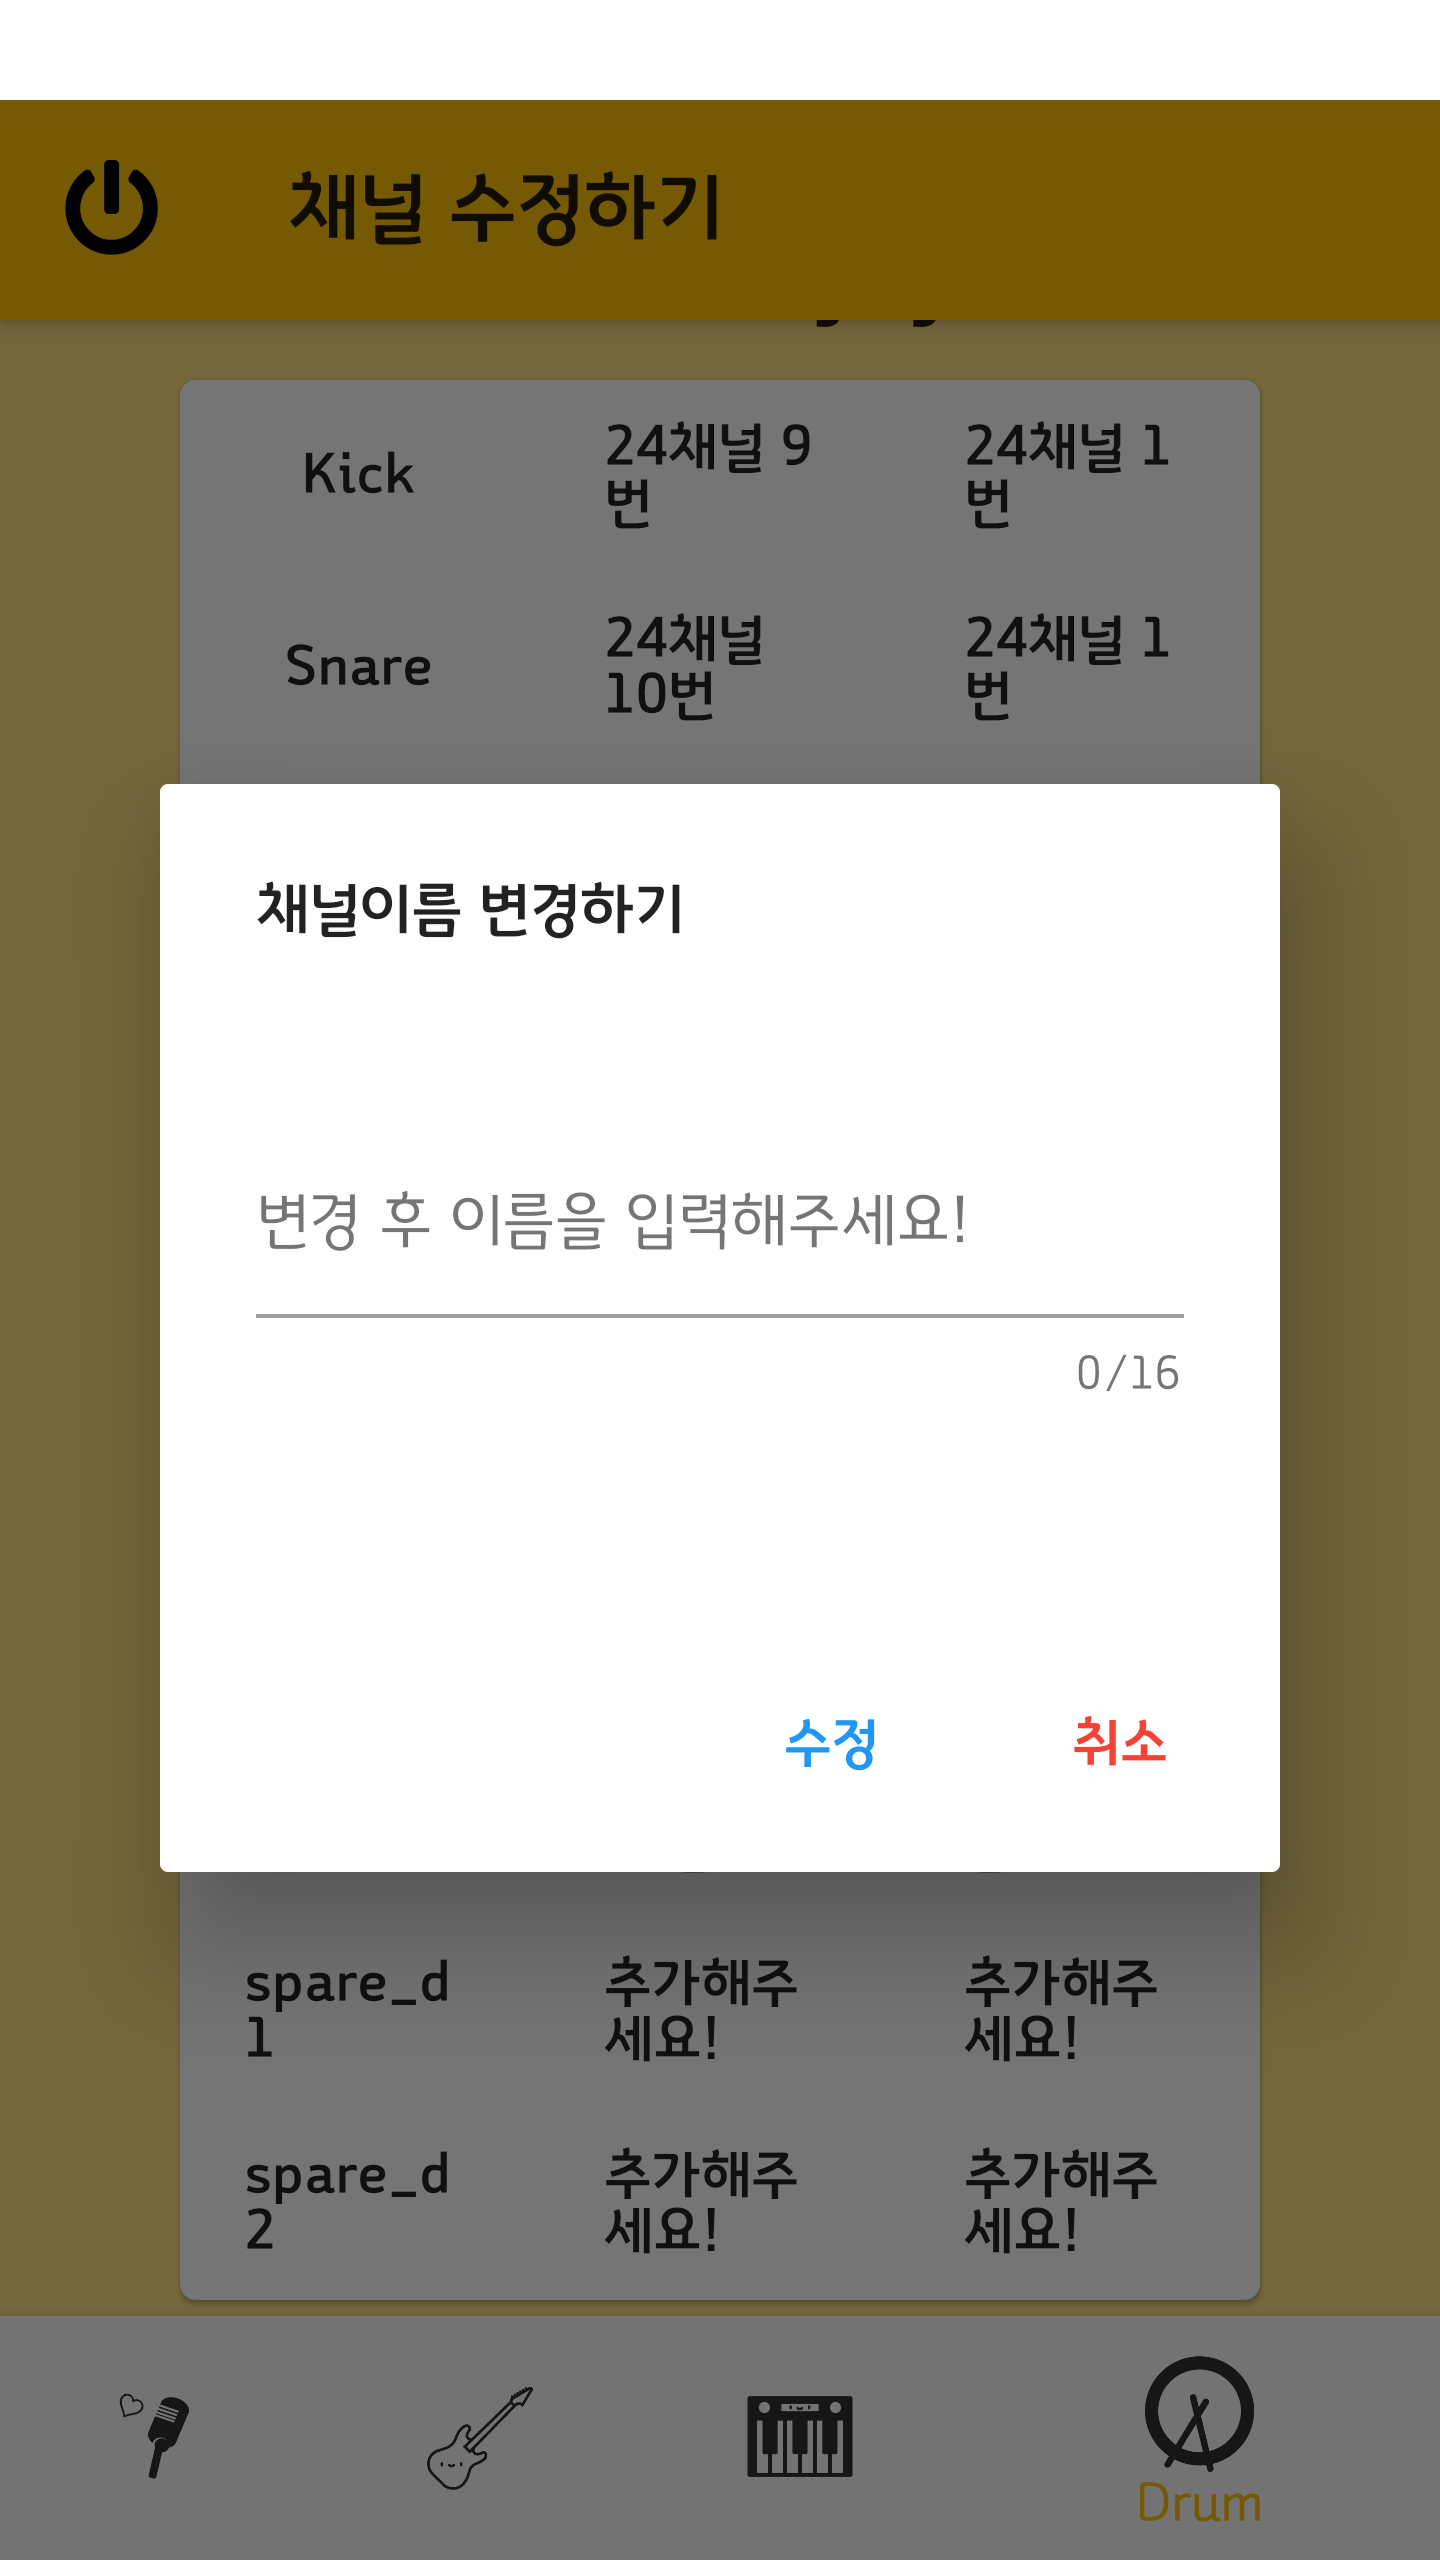 채널 수정하기
Kick
24채널 9
번
24채널 1
번
Snare
24채널
10번
24채널 1
번
채널이름 변경하기
변경 후 이름을 입력해주세요!
0/16
수정
취소
spare_d
1
추가해주
세요!
추가해주
세요!
spare_d
2
추가해주
세요!
추가해주
세요!
Drum